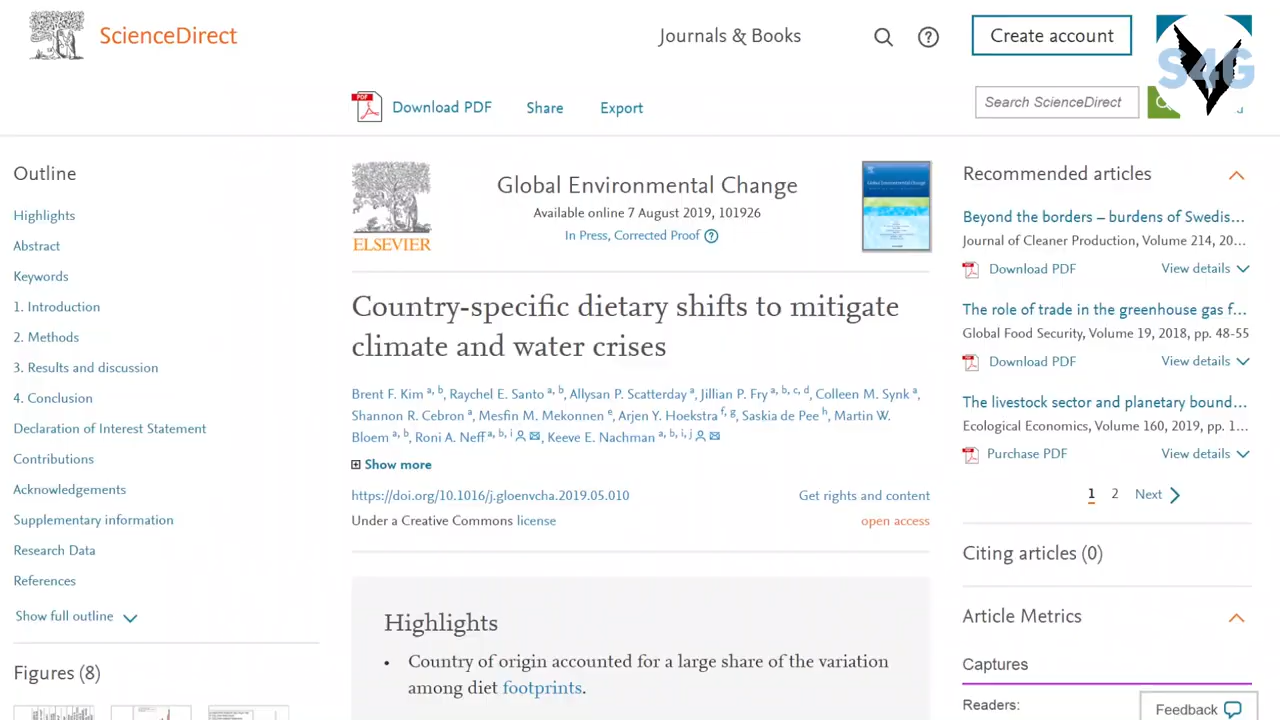 ScienceDirect
Journals & Books
Create account
S4G
Download PDF
Share
Export
Search ScienceDirect
Outline
Highlights
Abstract
Keywords
1. Introduction
2. Methods
3. Results and discussion
4. Conclusion
Declaration of Interest Statement
Contributions
Acknowledgements
Supplementary information
Research Data
References
Show full outline
Figures (8)
ELSEVIER
Global Environmental Change
Available online 7 August 2019, 101926
In Press, Corrected Proof
Global Environmental Change
Country-specific dietary shifts to mitigate
climate and water crises
Brent F. Kim a, b, Raychel E. Santo a, b, Allysan P. Scatterday a, Jillian P. Fry a, b, c, d, Colleen M. Synk a,
Shannon R. Cebron a, Mesfin M. Mekonnen e, Arjen Y. Hoekstra f, g, Saskia de Pee h, Martin W.
Bloem a, b, Roni A. Neff a, b, i, Keeve E. Nachman a, b, i, j
Show more
https://doi.org/10.1016/j.gloenvcha.2019.05.010
Get rights and content
Under a Creative Commons license
open access
Highlights
• Country of origin accounted for a large share of the variation
among diet footprints.
Recommended articles
Beyond the borders – burdens of Swedis...
Journal of Cleaner Production, Volume 214, 20...
Download PDF
View details
The role of trade in the greenhouse gas f...
Global Food Security, Volume 19, 2018, pp. 48-55
Download PDF
View details
The livestock sector and planetary bound...
Ecological Economics, Volume 160, 2019, pp. 1...
Purchase PDF
View details
1 2 Next
Citing articles (0)
Article Metrics
Captures
Readers:
Feedback